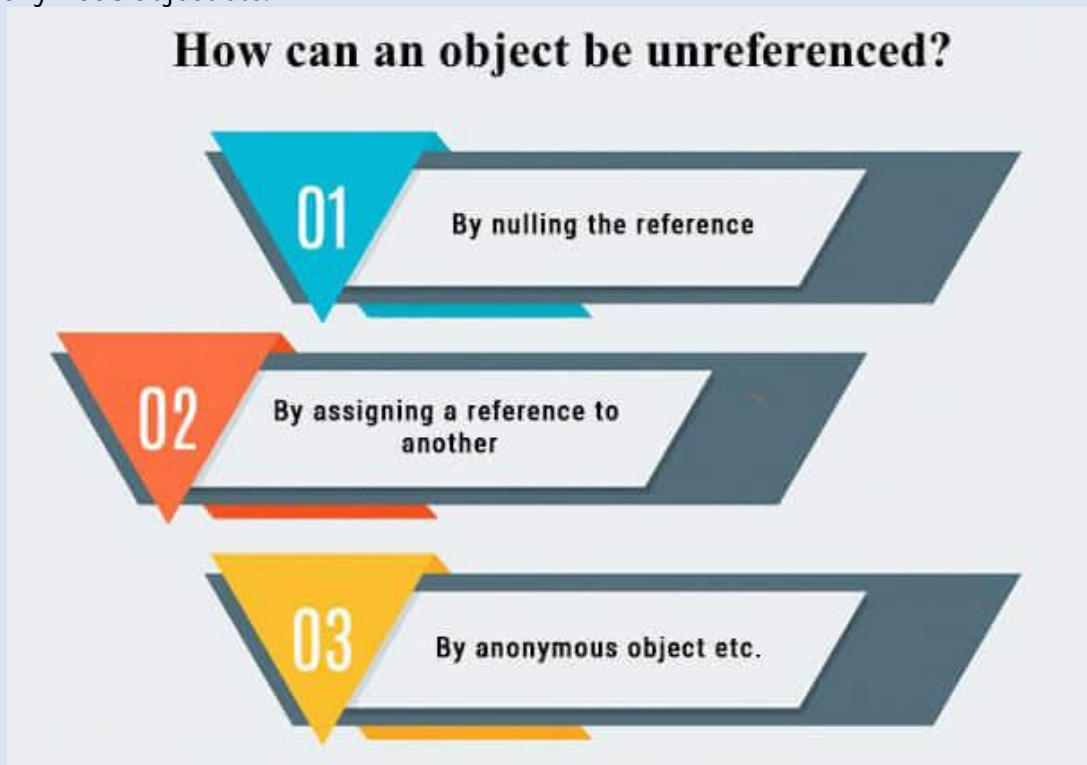 How can an object be unreferenced?
01
By nulling the reference
02
By assigning a reference to
another
03
By anonymous object etc.